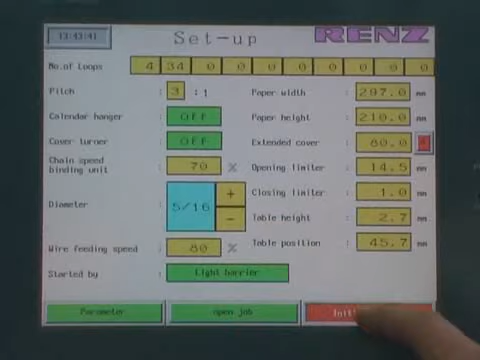 13:43:41
Set-up
RENZ
No.of Loops : 4 34 0 0 0 0 0 0 0 0
Pitch : 3 : 1
Paper width : 297.0 mm
Calendar hanger : OFF
Paper height : 210.0 mm
Cover turner : OFF
Extended cover : 80.0
Chain speed
binding unit : 70 %
Opening limiter : 14.5 mm
Diameter : 5/16 + -
Closing limiter : 1.0 mm
Table height : 2.7 mm
Wire feeding speed : 80 %
Table position : 45.7 mm
Started by : Light barrier
Parameter
open job